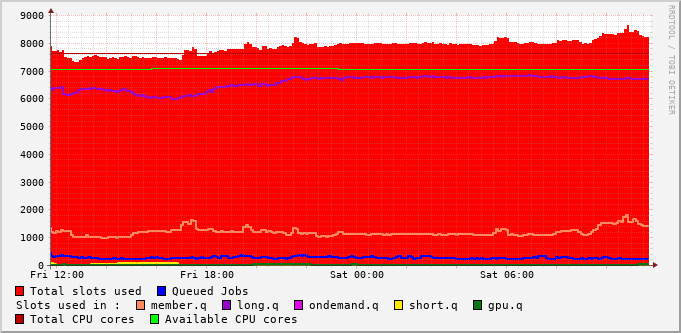 9000
8000
7000
6000
5000
4000
3000
2000
1000
0
Fri 12:00 Fri 18:00 Sat 00:00 Sat 06:00
Total slots used Queued Jobs
Slots used in : member.q long.q ondemand.q short.q gpu.q
Total CPU cores Available CPU cores
RRDTOOL / TOBI OETIKER